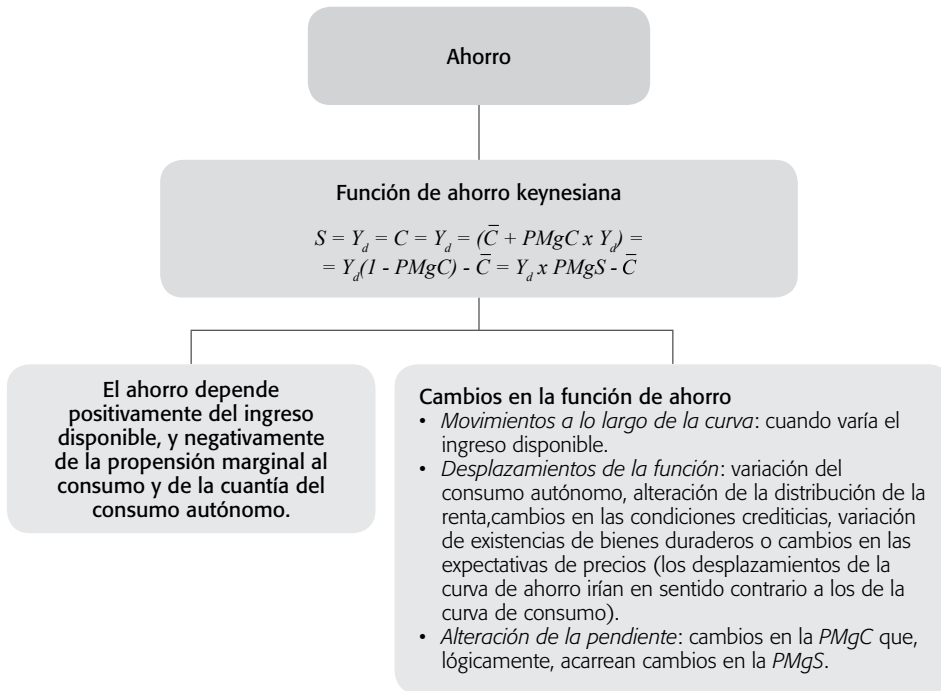 Ahorro
Función de ahorro keynesiana
S = Y_d = C = Y_d = (C̅ + PMgC x Y_d) =
= Y_d(1 - PMgC) - C̅ = Y_d x PMgS - C̅
El ahorro depende
positivamente del ingreso
disponible, y negativamente
de la propensión marginal al
consumo y de la cuantía del
consumo autónomo.
Cambios en la función de ahorro
• Movimientos a lo largo de la curva: cuando varía el
ingreso disponible.
• Desplazamientos de la función: variación del
consumo autónomo, alteración de la distribución de la
renta,cambios en las condiciones crediticias, variación
de existencias de bienes duraderos o cambios en las
expectativas de precios (los desplazamientos de la
curva de ahorro irían en sentido contrario a los de la
curva de consumo).
• Alteración de la pendiente: cambios en la PMgC que,
lógicamente, acarrean cambios en la PMgS.